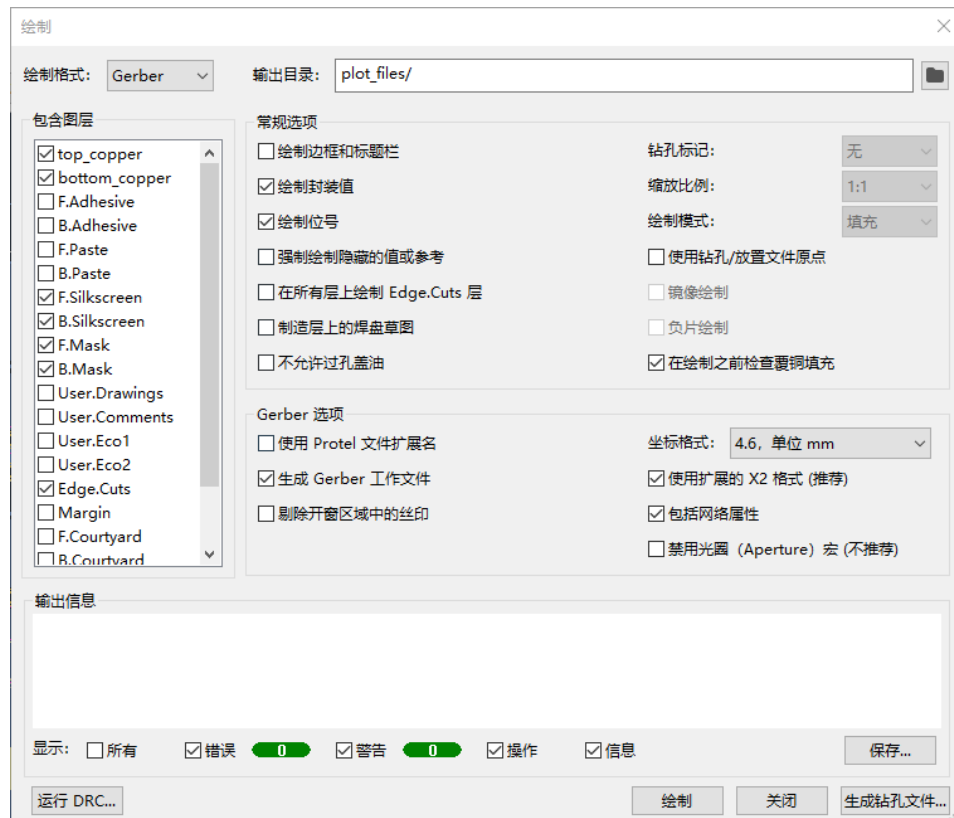 绘制
绘制格式: Gerber 输出目录: plot_files/
包含图层
top_copper
bottom_copper
F.Adhesive
B.Adhesive
F.Paste
B.Paste
F.Silkscreen
B.Silkscreen
F.Mask
B.Mask
User.Drawings
User.Comments
User.Eco1
User.Eco2
Edge.Cuts
Margin
F.Courtyard
B.Courtyard
常规选项
绘制边框和标题栏 钻孔标记: 无
绘制封装值 缩放比例: 1:1
绘制位号 绘制模式: 填充
强制绘制隐藏的值或参考 使用钻孔/放置文件原点
在所有层上绘制 Edge.Cuts 层 镜像绘制
制造层上的焊盘草图 负片绘制
不允许过孔盖油 在绘制之前检查覆铜填充
Gerber 选项
使用 Protel 文件扩展名 坐标格式: 4.6, 单位 mm
生成 Gerber 工作文件 使用扩展的 X2 格式 (推荐)
剔除开窗区域中的丝印 包括网络属性
禁用光圈（Aperture）宏 (不推荐)
输出信息
显示: 所有 错误 0 警告 0 操作 信息 保存...
运行 DRC... 绘制 关闭 生成钻孔文件...